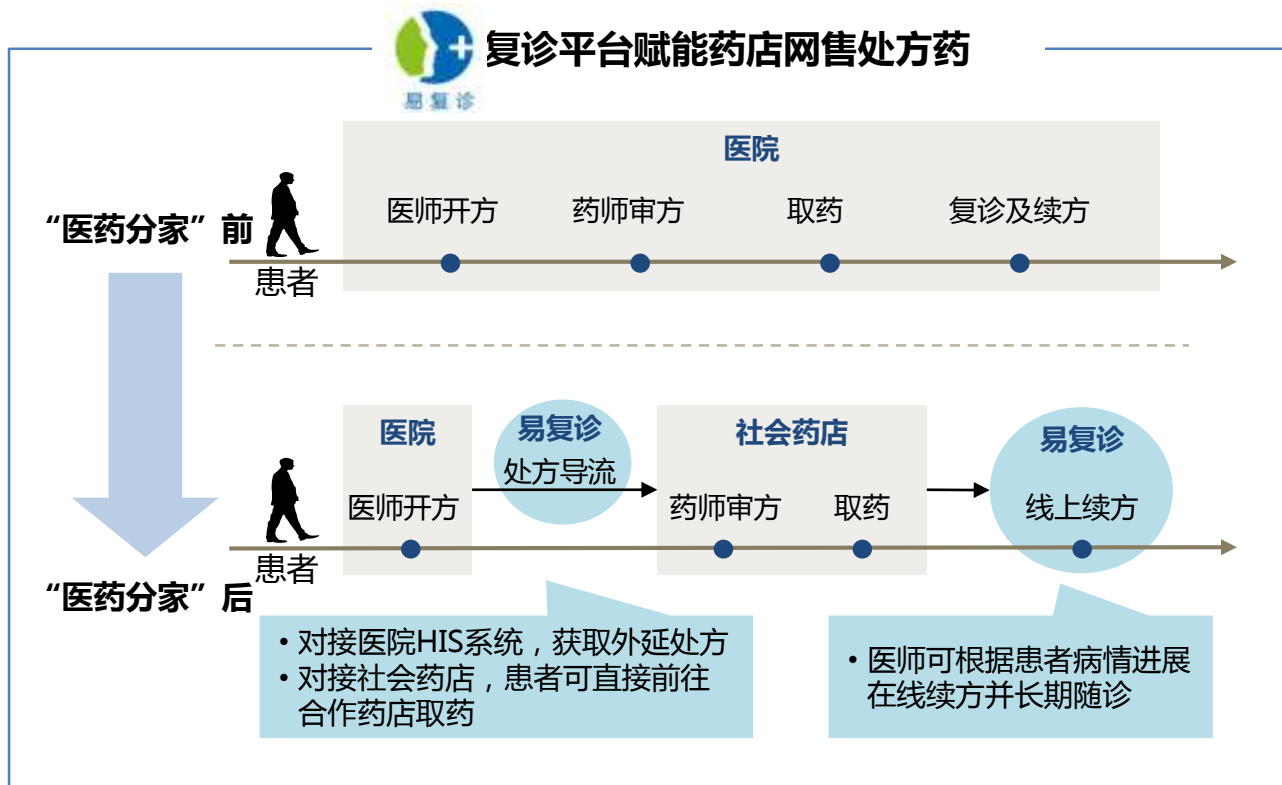 复诊平台赋能药店网售处方药
易复诊
医院
医师开方
药师审方
取药
复诊及续方
“医药分家”前
患者
医院
易复诊
处方导流
社会药店
易复诊
医师开方
药师审方
取药
线上续方
患者
“医药分家”后
• 对接医院HIS系统，获取外延处方
• 对接社会药店，患者可直接前往
合作药店取药
• 医师可根据患者病情进展
在线续方并长期随诊